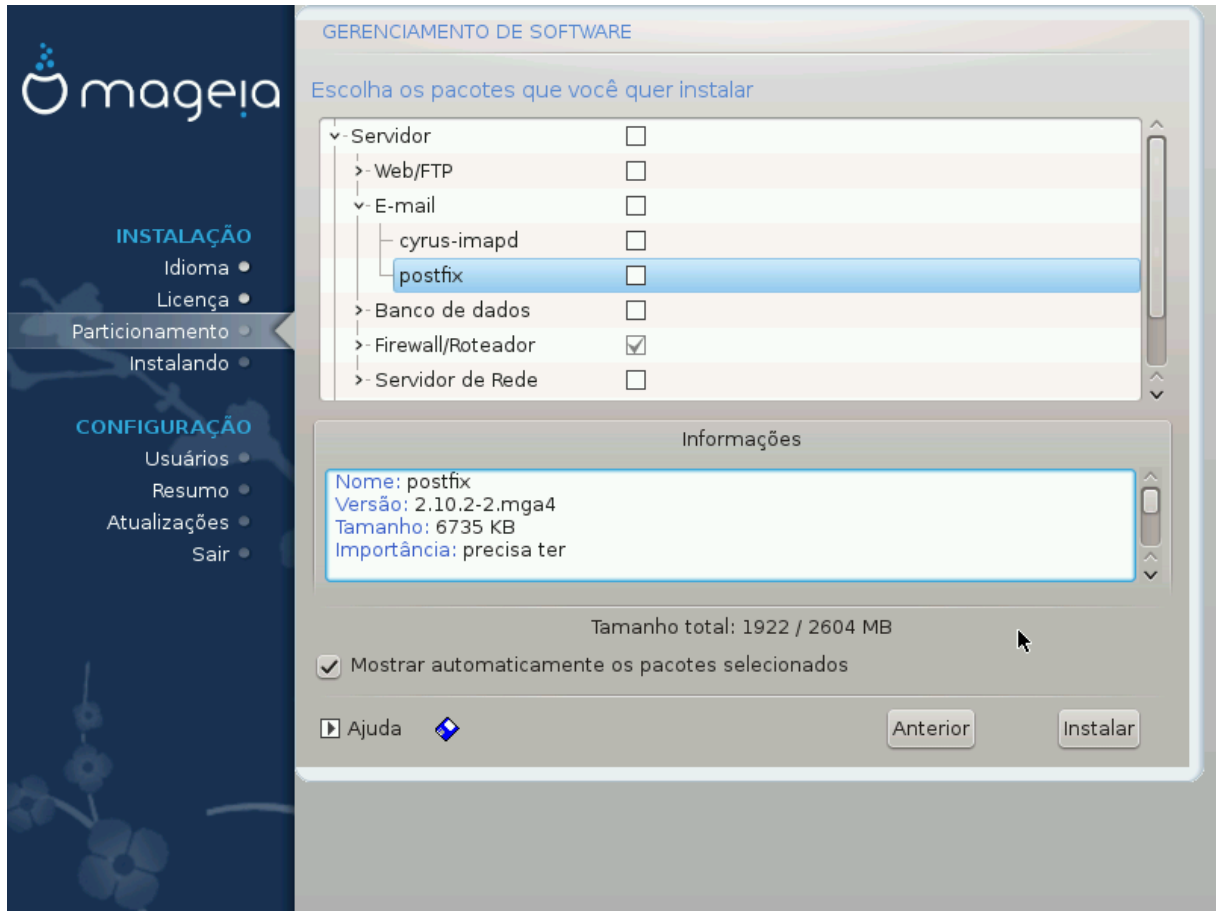 mageia
INSTALAÇÃO
Idioma
Licença
Particionamento
Instalando
CONFIGURAÇÃO
Usuários
Resumo
Atualizações
Sair
GERENCIAMENTO DE SOFTWARE
Escolha os pacotes que você quer instalar
Servidor
Web/FTP
E-mail
cyrus-imapd
postfix
Banco de dados
Firewall/Roteador
Servidor de Rede
Informações
Nome: postfix
Versão: 2.10.2-2.mga4
Tamanho: 6735 KB
Importância: precisa ter
Tamanho total: 1922 / 2604 MB
Mostrar automaticamente os pacotes selecionados
Ajuda
Anterior
Instalar